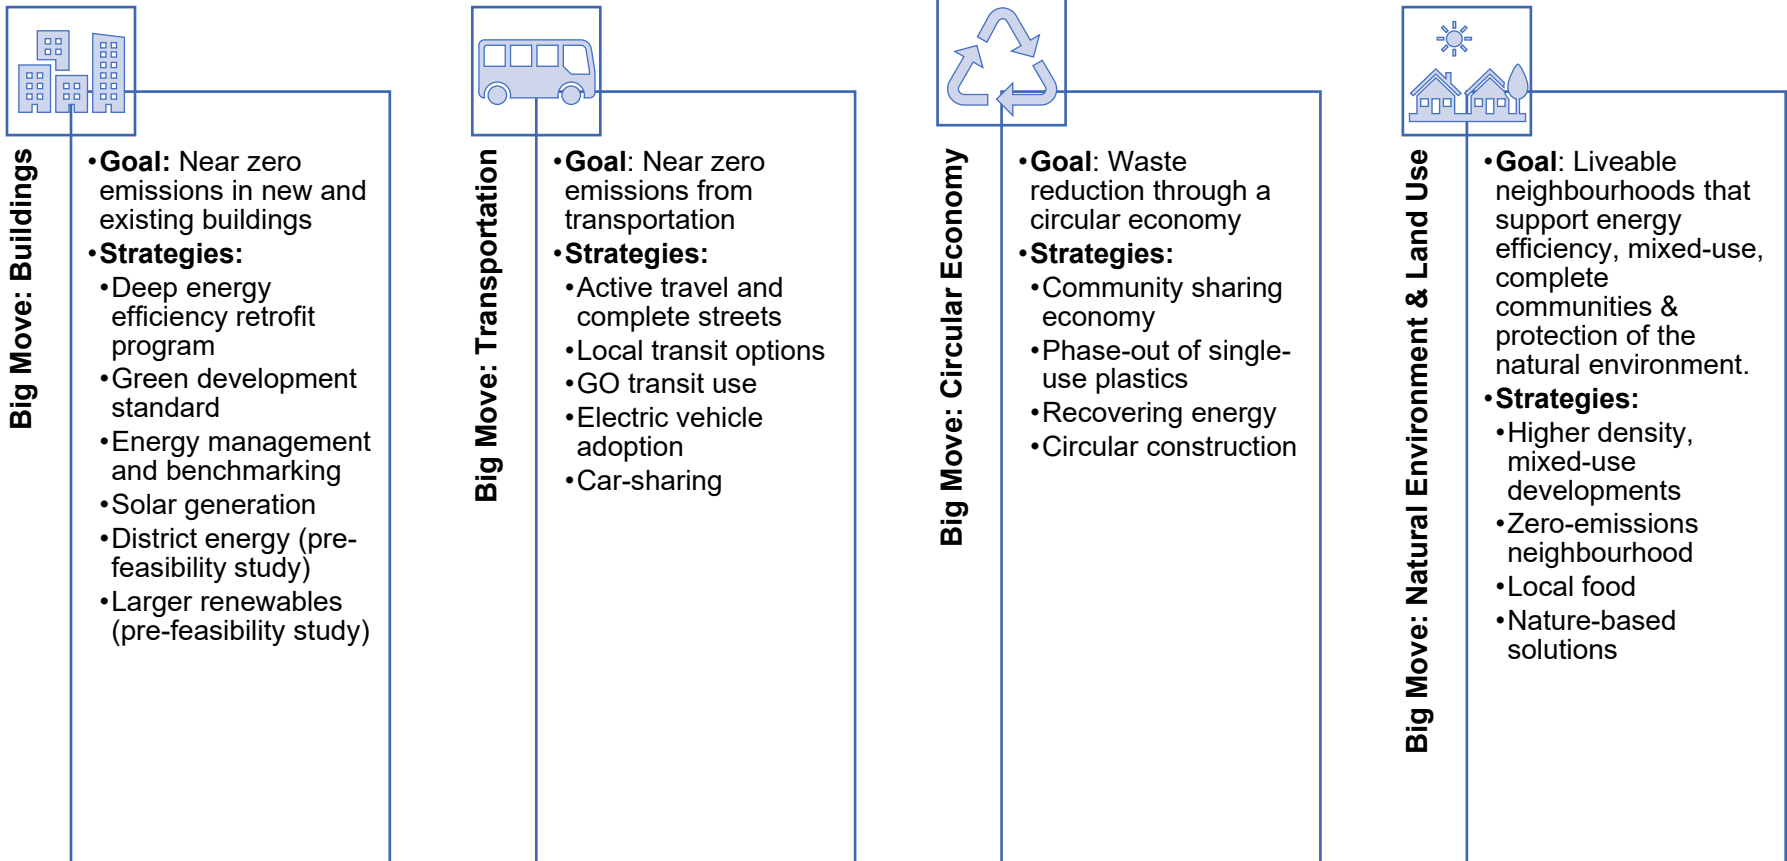 Big Move: Buildings
•Goal: Near zero
emissions in new and
existing buildings
•Strategies:
•Deep energy
efficiency retrofit
program
•Green development
standard
•Energy management
and benchmarking
•Solar generation
•District energy (pre-
feasibility study)
•Larger renewables
(pre-feasibility study)
Big Move: Transportation
•Goal: Near zero
emissions from
transportation
•Strategies:
•Active travel and
complete streets
•Local transit options
•GO transit use
•Electric vehicle
adoption
•Car-sharing
Big Move: Circular Economy
•Goal: Waste
reduction through a
circular economy
•Strategies:
•Community sharing
economy
•Phase-out of single-
use plastics
•Recovering energy
•Circular construction
Big Move: Natural Environment & Land Use
•Goal: Liveable
neighbourhoods that
support energy
efficiency, mixed-use,
complete
communities &
protection of the
natural environment.
•Strategies:
•Higher density,
mixed-use
developments
•Zero-emissions
neighbourhood
•Local food
•Nature-based
solutions